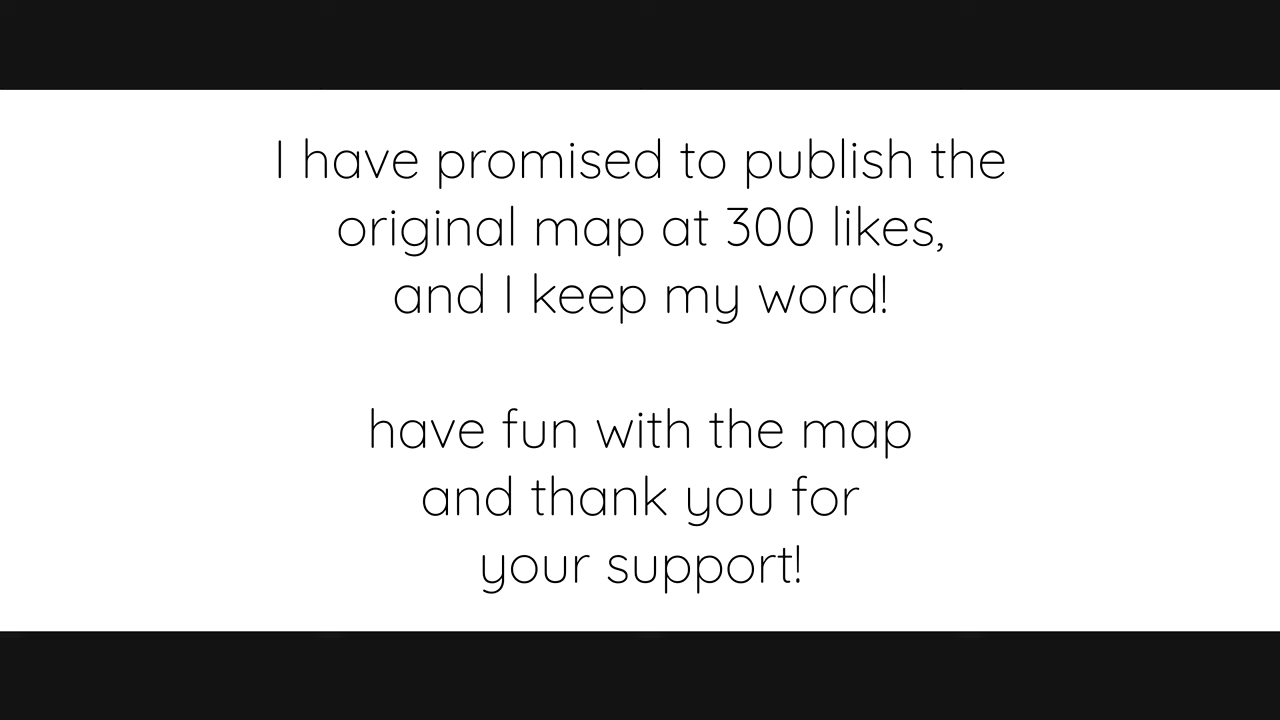 I have promised to publish the
original map at 300 likes,
and I keep my word!
have fun with the map
and thank you for
your support!